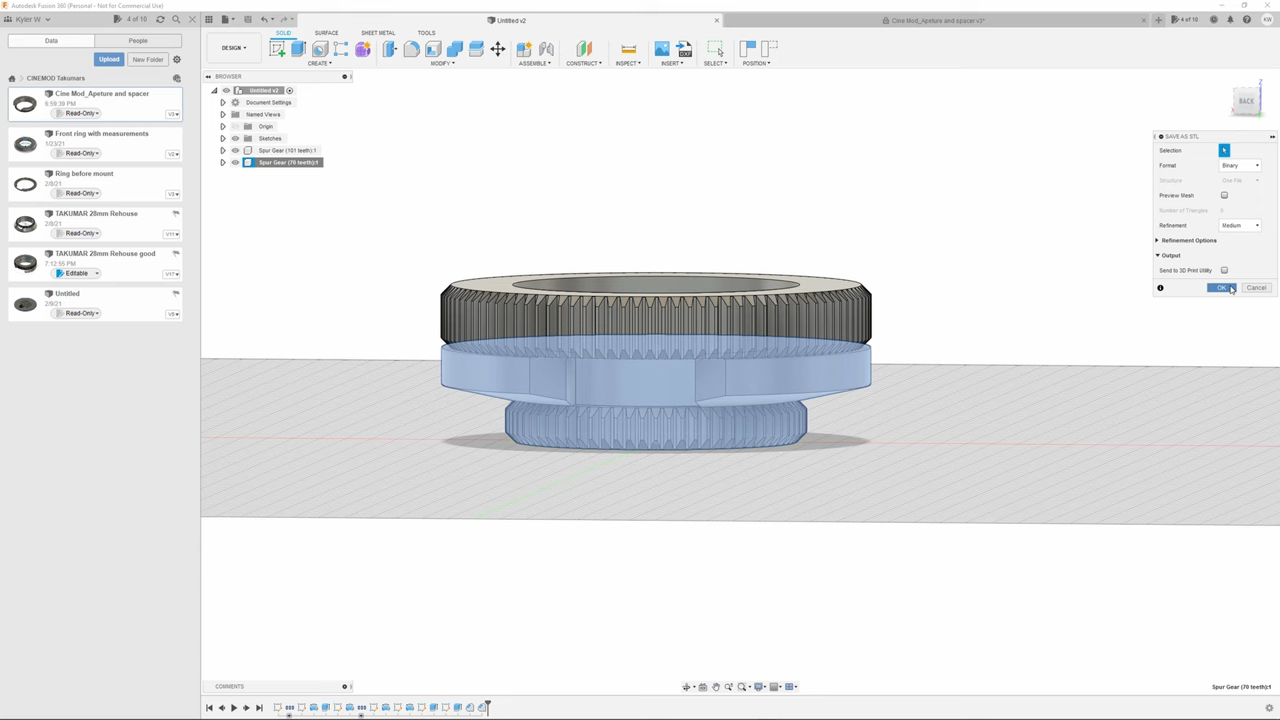 Autodesk Fusion 360 (Personal - Not for Commercial Use)
Kyler W
4 of 10
Untitled v2
Cine Mod_Apeture and spacer v3*
4 of 10
KW
Data
People
Upload
New Folder
CINEMOD Takumars
Cine Mod_Apeture and spacer
6:59:39 PM
Read-Only
V3
Front ring with measurements
1/23/21
Read-Only
V2
Ring before mount
2/8/21
Read-Only
V3
TAKUMAR 28mm Rehouse
2/8/21
Read-Only
V11
TAKUMAR 28mm Rehouse good
7:12:55 PM
Editable
V17
Untitled
2/9/21
Read-Only
DESIGN
SOLID
SURFACE
SHEET METAL
TOOLS
CREATE
MODIFY
ASSEMBLE
CONSTRUCT
INSPECT
INSERT
SELECT
POSITION
BROWSER
Untitled v2
Document Settings
Named Views
Origin
Sketches
Spur Gear (101 teeth):1
Spur Gear (70 teeth):1
BACK
Z
SAVE AS STL
Selection
Format
Binary
Structure
One File
Preview Mesh
Number of Triangles
Refinement
Medium
Refinement Options
Output
Send to 3D Print Utility
OK
Cancel
COMMENTS
Spur Gear (70 teeth):1